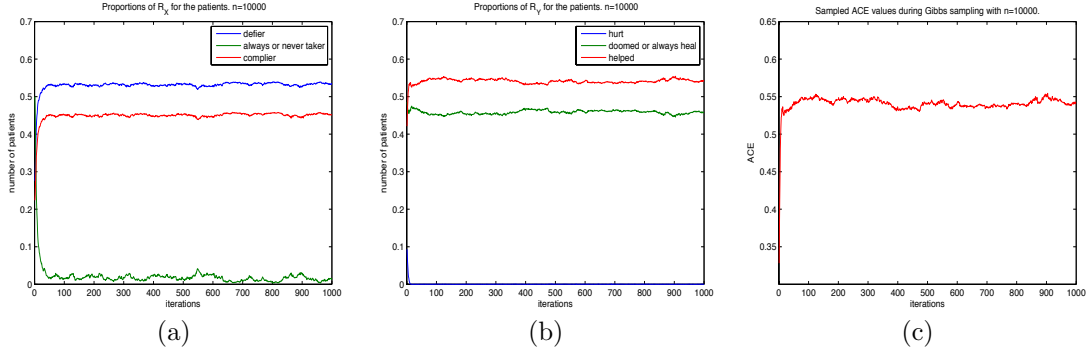 Proportions of R_X for the patients. n=10000
number of patients
0.7
0.6
0.5
0.4
0.3
0.2
0.1
0
defier
always or never taker
complier
0 100 200 300 400 500 600 700 800 900 1000
iterations
(a)
Proportions of R_Y for the patients. n=10000
number of patients
0.7
0.6
0.5
0.4
0.3
0.2
0.1
0
hurt
doomed or always heal
helped
0 100 200 300 400 500 600 700 800 900 1000
iterations
(b)
Sampled ACE values during Gibbs sampling with n=10000.
ACE
0.65
0.6
0.55
0.5
0.45
0.4
0.35
0 100 200 300 400 500 600 700 800 900 1000
iterations
(c)